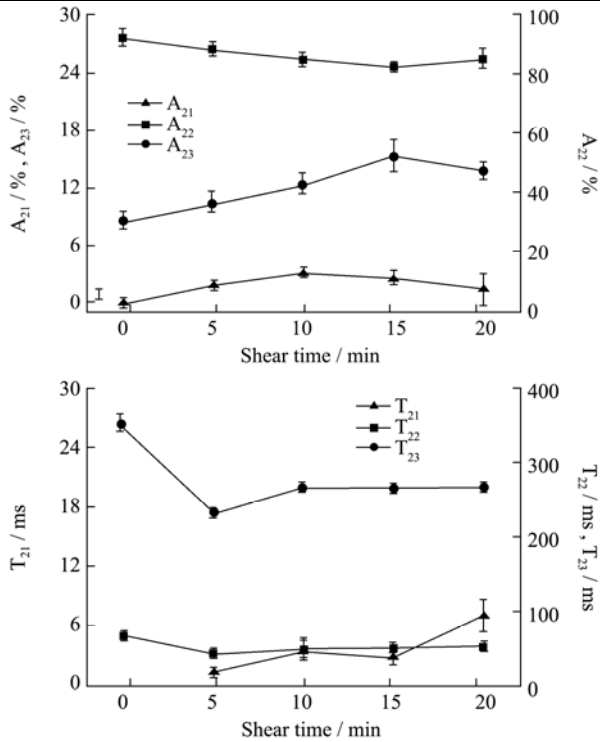 30
24
18
12
6
0
A₂₁ / % , A₂₃ / %
A₂₁
A₂₂
A₂₃
100
80
60
40
20
0
A₂₂ / %
0 5 10 15 20
Shear time / min
30
24
18
12
6
0
T₂₁ / ms
T₂₁
T₂₂
T₂₃
400
300
200
100
0
T₂₂ / ms , T₂₃ / ms
0 5 10 15 20
Shear time / min